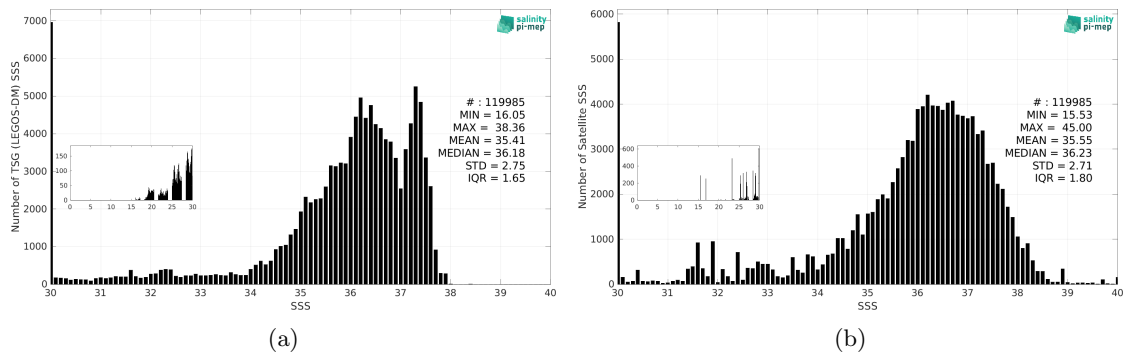 salinity
pi-mep
Number of TSG (LEGOS-DM) SSS
7000
6000
5000
4000
3000
2000
1000
0
# : 119985
MIN = 16.05
MAX = 38.36
MEAN = 35.41
MEDIAN = 36.18
STD = 2.75
IQR = 1.65
150
100
50
0
0 5 10 15 20 25 30
30 31 32 33 34 35 36 37 38 39 40
SSS
(a)
salinity
pi-mep
Number of Satellite SSS
6000
5000
4000
3000
2000
1000
0
# : 119985
MIN = 15.53
MAX = 45.00
MEAN = 35.55
MEDIAN = 36.23
STD = 2.71
IQR = 1.80
600
400
200
0
0 5 10 15 20 25 30
30 31 32 33 34 35 36 37 38 39 40
SSS
(b)